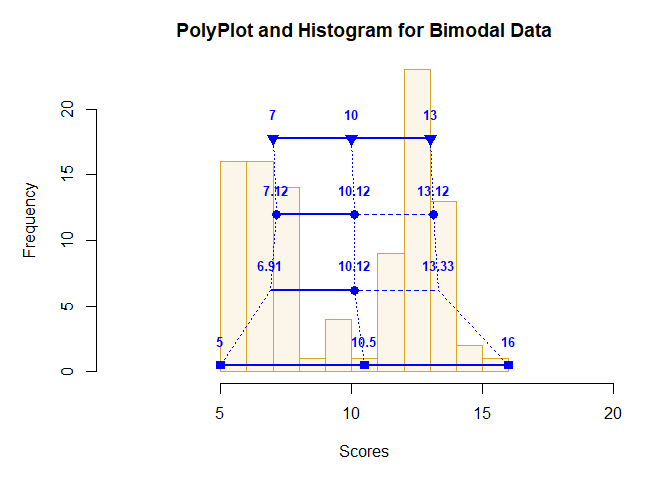 PolyPlot and Histogram for Bimodal Data
Frequency
20
15
10
5
0
7 10 13
7.12 10.12 13.12
6.91 10.12 13.33
5 10.5 16
5 10 15 20
Scores